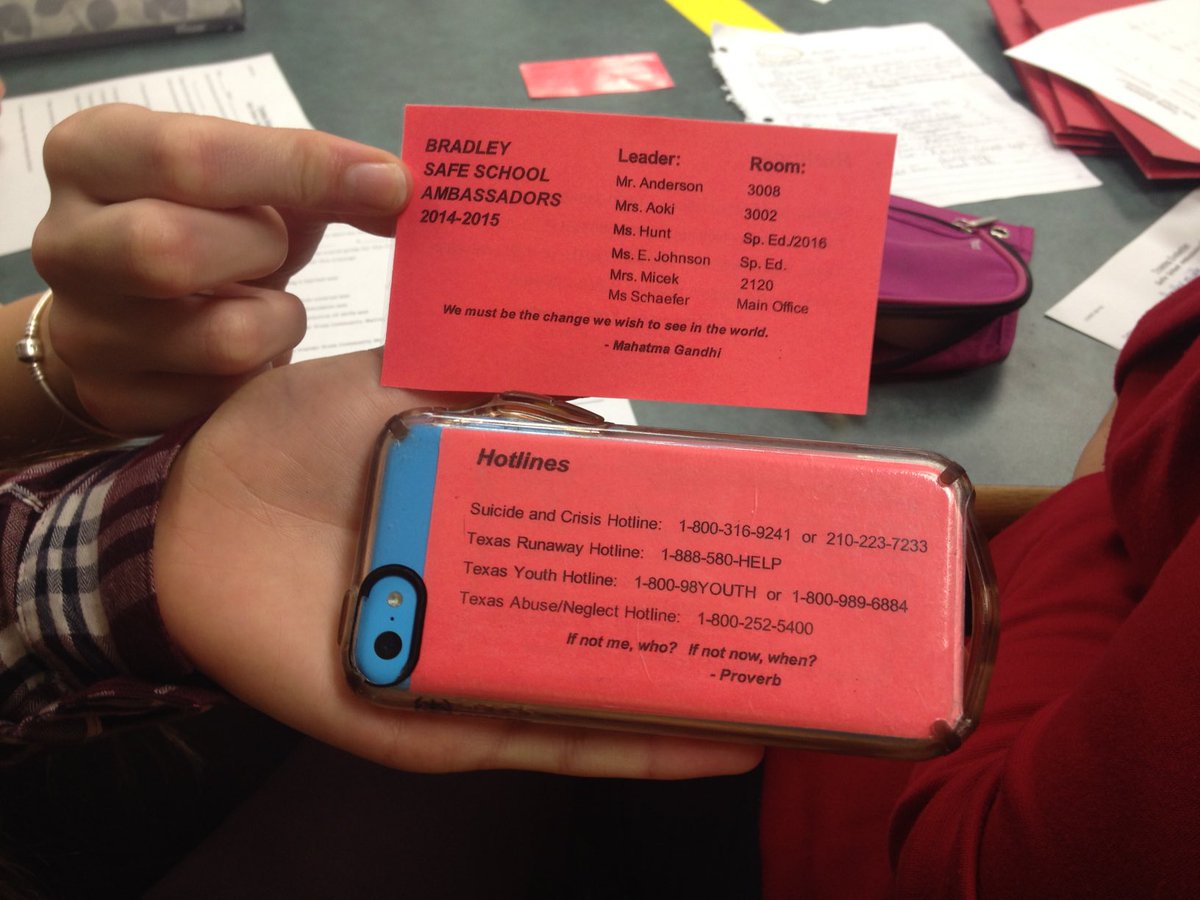 BRADLEY
SAFE SCHOOL
AMBASSADORS
2014-2015
Leader: Room:
Mr. Anderson 3008
Mrs. Aoki 3002
Ms. Hunt Sp. Ed./2016
Ms. E. Johnson Sp. Ed.
Mrs. Micek 2120
Ms Schaefer Main Office
We must be the change we wish to see in the world.
- Mahatma Gandhi
Hotlines
Suicide and Crisis Hotline: 1-800-316-9241 or 210-223-7233
Texas Runaway Hotline: 1-888-580-HELP
Texas Youth Hotline: 1-800-98YOUTH or 1-800-989-6884
Texas Abuse/Neglect Hotline: 1-800-252-5400
If not me, who? If not now, when?
- Proverb